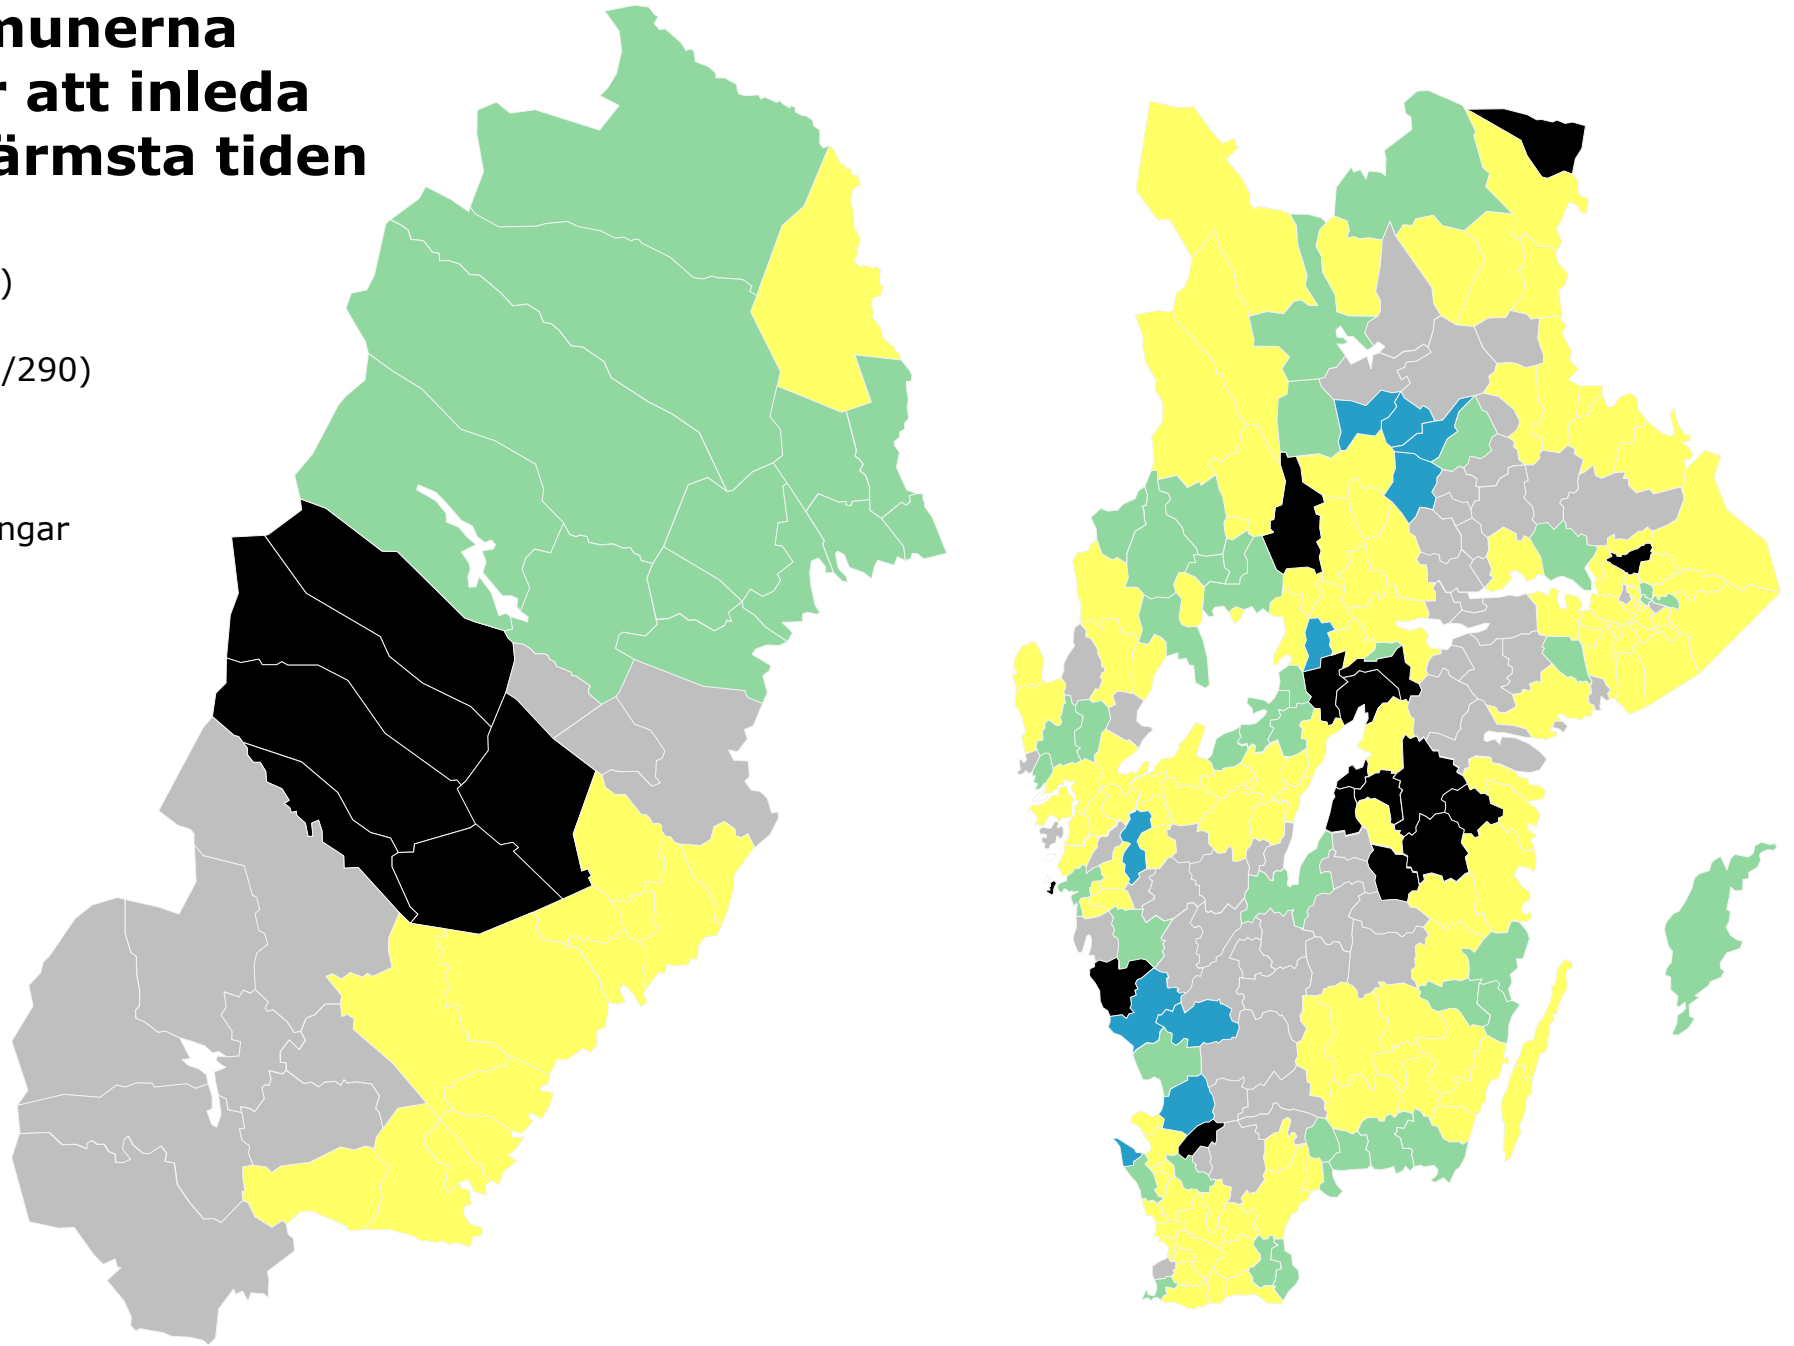 munerna
r att inleda
ärmsta tiden
)
/290)
ngar